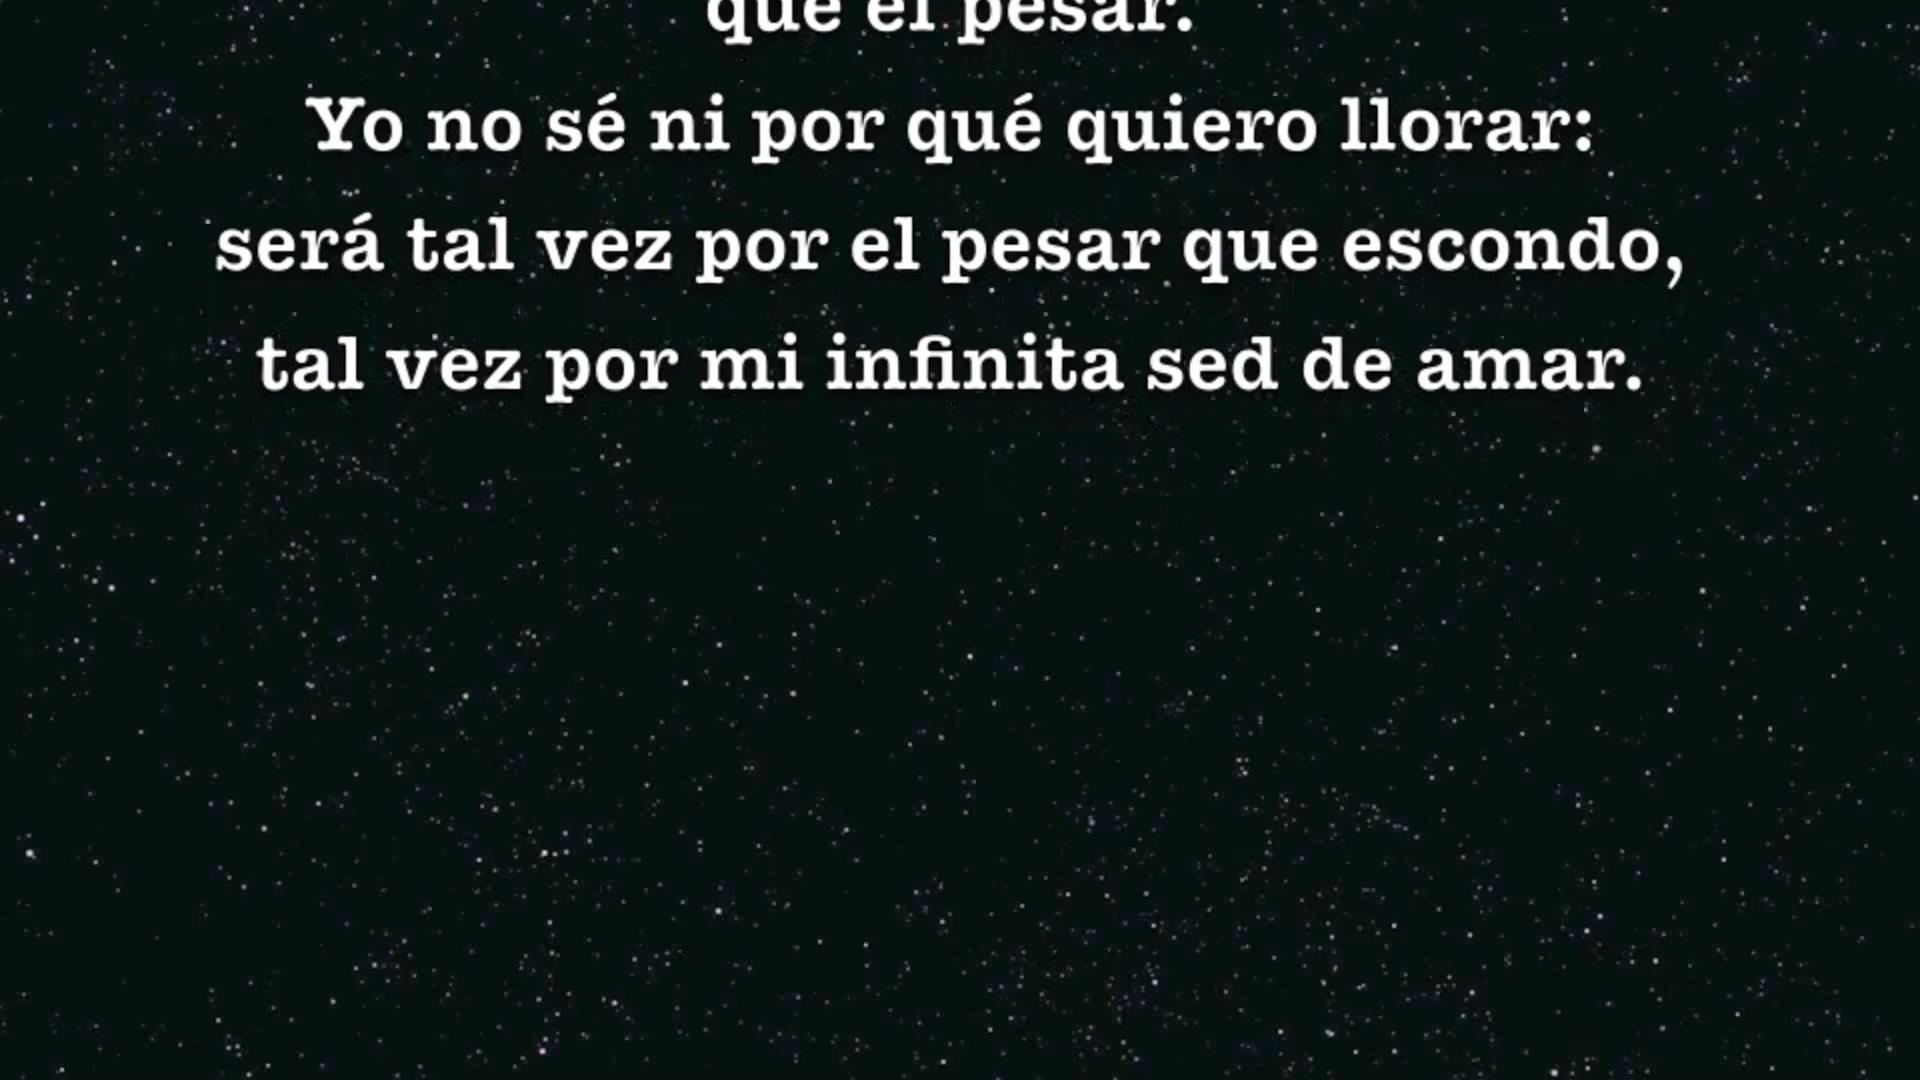 que el pesar.
Yo no sé ni por qué quiero llorar:
será tal vez por el pesar que escondo,
tal vez por mi infinita sed de amar.